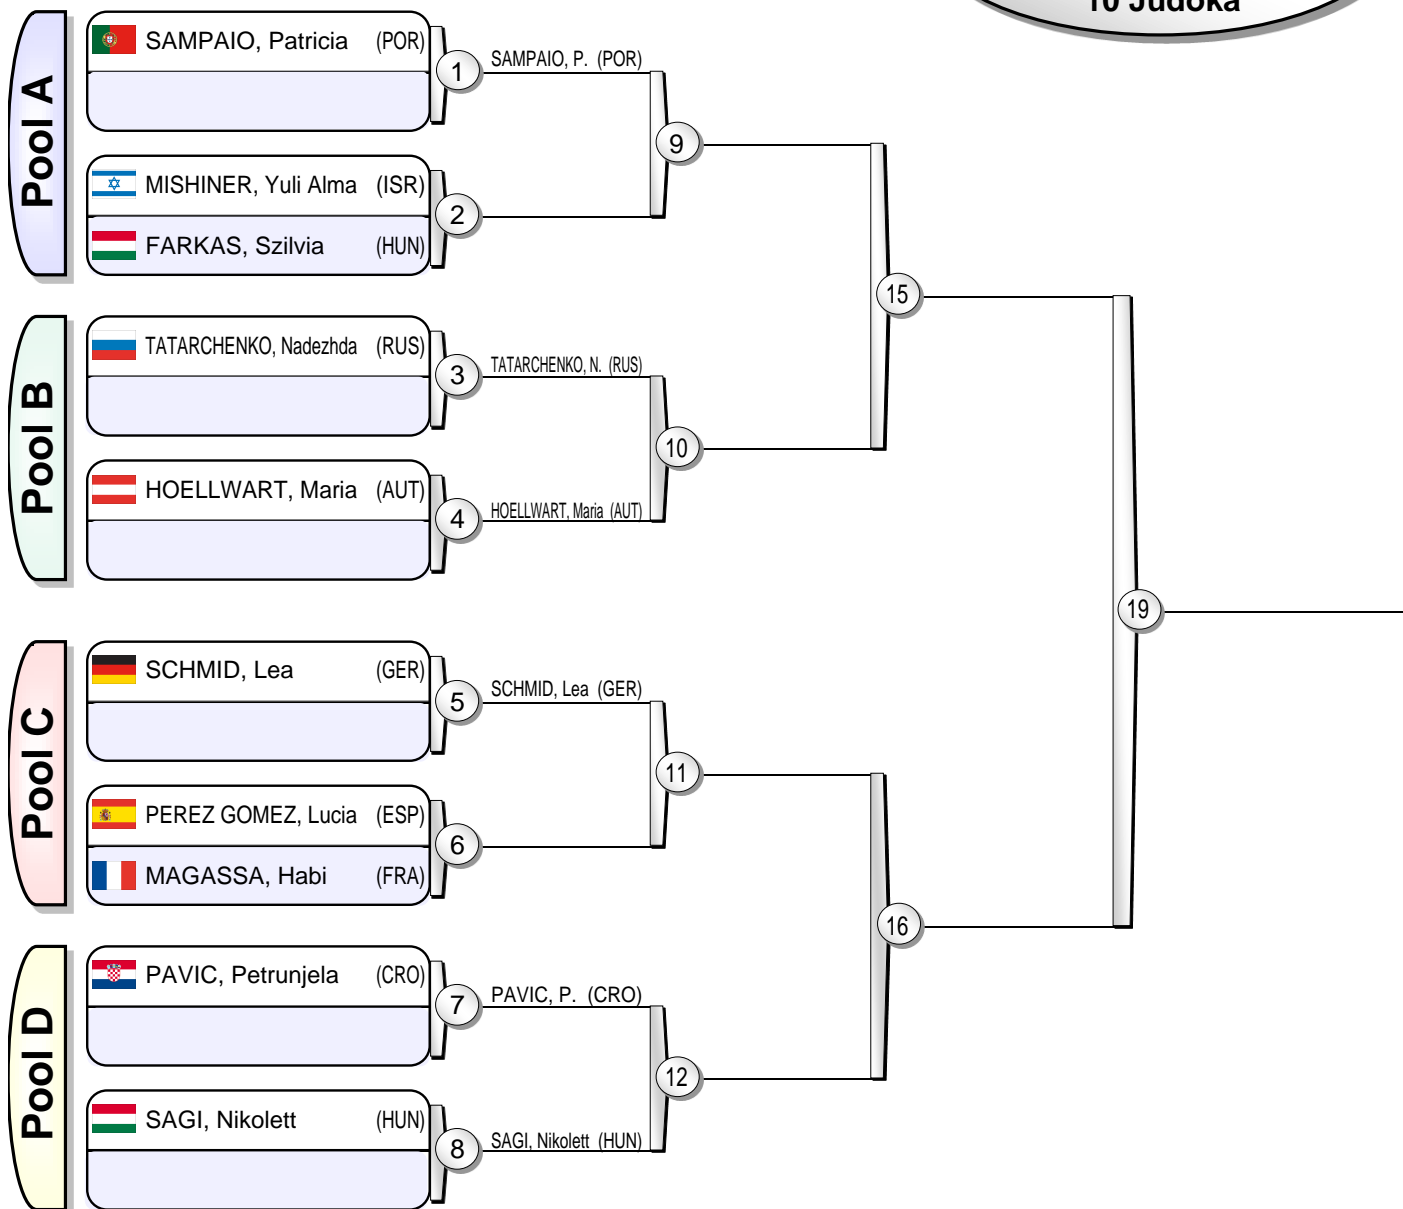 10 Judoka
Pool A
SAMPAIO, Patricia (POR)
1
SAMPAIO, P. (POR)
9
MISHINER, Yuli Alma (ISR)
2
FARKAS, Szilvia (HUN)
15
Pool B
TATARCHENKO, Nadezhda (RUS)
3
TATARCHENKO, N. (RUS)
10
HOELLWART, Maria (AUT)
4
HOELLWART, Maria (AUT)
19
Pool C
SCHMID, Lea (GER)
5
SCHMID, Lea (GER)
11
PEREZ GOMEZ, Lucia (ESP)
6
MAGASSA, Habi (FRA)
16
Pool D
PAVIC, Petrunjela (CRO)
7
PAVIC, P. (CRO)
12
SAGI, Nikolett (HUN)
8
SAGI, Nikolett (HUN)